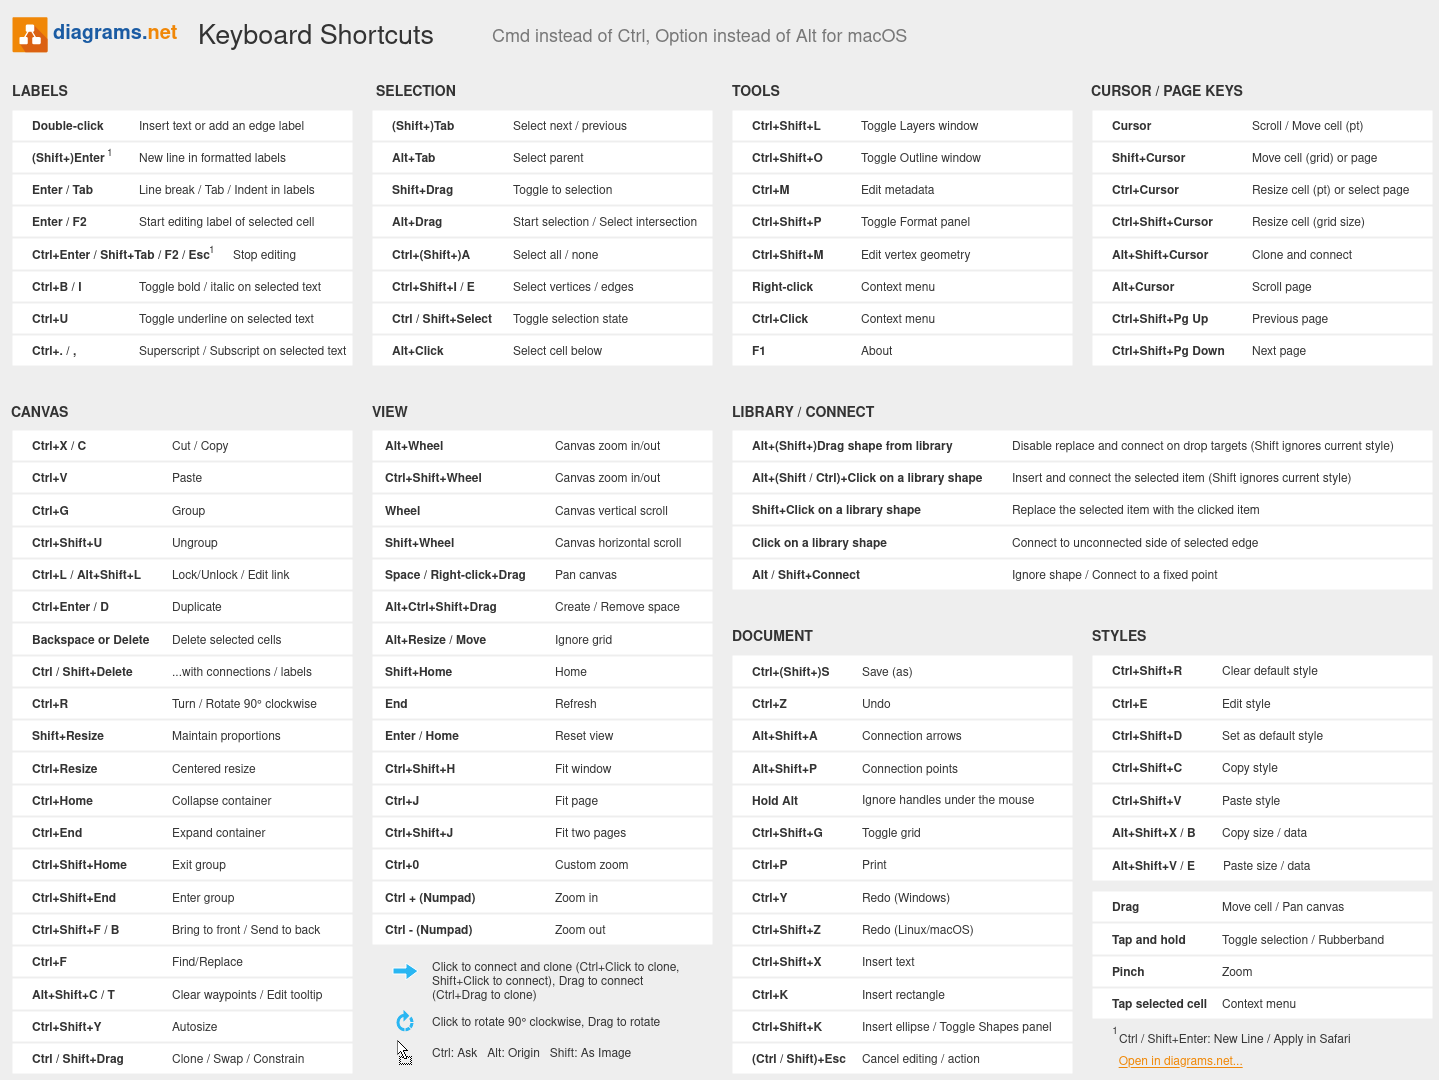 diagrams.net Keyboard Shortcuts Cmd instead of Ctrl, Option instead of Alt for macOS
LABELS
Double-click Insert text or add an edge label
(Shift+)Enter 1 New line in formatted labels
Enter / Tab Line break / Tab / Indent in labels
Enter / F2 Start editing label of selected cell
Ctrl+Enter / Shift+Tab / F2 / Esc1 Stop editing
Ctrl+B / I Toggle bold / italic on selected text
Ctrl+U Toggle underline on selected text
Ctrl+. / , Superscript / Subscript on selected text
SELECTION
(Shift+)Tab Select next / previous
Alt+Tab Select parent
Shift+Drag Toggle to selection
Alt+Drag Start selection / Select intersection
Ctrl+(Shift+)A Select all / none
Ctrl+Shift+I / E Select vertices / edges
Ctrl / Shift+Select Toggle selection state
Alt+Click Select cell below
TOOLS
Ctrl+Shift+L Toggle Layers window
Ctrl+Shift+O Toggle Outline window
Ctrl+M Edit metadata
Ctrl+Shift+P Toggle Format panel
Ctrl+Shift+M Edit vertex geometry
Right-click Context menu
Ctrl+Click Context menu
F1 About
CURSOR / PAGE KEYS
Cursor Scroll / Move cell (pt)
Shift+Cursor Move cell (grid) or page
Ctrl+Cursor Resize cell (pt) or select page
Ctrl+Shift+Cursor Resize cell (grid size)
Alt+Shift+Cursor Clone and connect
Alt+Cursor Scroll page
Ctrl+Shift+Pg Up Previous page
Ctrl+Shift+Pg Down Next page
CANVAS
Ctrl+X / C Cut / Copy
Ctrl+V Paste
Ctrl+G Group
Ctrl+Shift+U Ungroup
Ctrl+L / Alt+Shift+L Lock/Unlock / Edit link
Ctrl+Enter / D Duplicate
Backspace or Delete Delete selected cells
Ctrl / Shift+Delete ...with connections / labels
Ctrl+R Turn / Rotate 90° clockwise
Shift+Resize Maintain proportions
Ctrl+Resize Centered resize
Ctrl+Home Collapse container
Ctrl+End Expand container
Ctrl+Shift+Home Exit group
Ctrl+Shift+End Enter group
Ctrl+Shift+F / B Bring to front / Send to back
Ctrl+F Find/Replace
Alt+Shift+C / T Clear waypoints / Edit tooltip
Ctrl+Shift+Y Autosize
Ctrl / Shift+Drag Clone / Swap / Constrain
VIEW
Alt+Wheel Canvas zoom in/out
Ctrl+Shift+Wheel Canvas zoom in/out
Wheel Canvas vertical scroll
Shift+Wheel Canvas horizontal scroll
Space / Right-click+Drag Pan canvas
Alt+Ctrl+Shift+Drag Create / Remove space
Alt+Resize / Move Ignore grid
Shift+Home Home
End Refresh
Enter / Home Reset view
Ctrl+Shift+H Fit window
Ctrl+J Fit page
Ctrl+Shift+J Fit two pages
Ctrl+0 Custom zoom
Ctrl + (Numpad) Zoom in
Ctrl - (Numpad) Zoom out
Click to connect and clone (Ctrl+Click to clone,
Shift+Click to connect), Drag to connect
(Ctrl+Drag to clone)
Click to rotate 90° clockwise, Drag to rotate
Ctrl: Ask Alt: Origin Shift: As Image
LIBRARY / CONNECT
Alt+(Shift+)Drag shape from library Disable replace and connect on drop targets (Shift ignores current style)
Alt+(Shift / Ctrl)+Click on a library shape Insert and connect the selected item (Shift ignores current style)
Shift+Click on a library shape Replace the selected item with the clicked item
Click on a library shape Connect to unconnected side of selected edge
Alt / Shift+Connect Ignore shape / Connect to a fixed point
DOCUMENT
Ctrl+(Shift+)S Save (as)
Ctrl+Z Undo
Alt+Shift+A Connection arrows
Alt+Shift+P Connection points
Hold Alt Ignore handles under the mouse
Ctrl+Shift+G Toggle grid
Ctrl+P Print
Ctrl+Y Redo (Windows)
Ctrl+Shift+Z Redo (Linux/macOS)
Ctrl+Shift+X Insert text
Ctrl+K Insert rectangle
Ctrl+Shift+K Insert ellipse / Toggle Shapes panel
(Ctrl / Shift)+Esc Cancel editing / action
STYLES
Ctrl+Shift+R Clear default style
Ctrl+E Edit style
Ctrl+Shift+D Set as default style
Ctrl+Shift+C Copy style
Ctrl+Shift+V Paste style
Alt+Shift+X / B Copy size / data
Alt+Shift+V / E Paste size / data
Drag Move cell / Pan canvas
Tap and hold Toggle selection / Rubberband
Pinch Zoom
Tap selected cell Context menu
1 Ctrl / Shift+Enter: New Line / Apply in Safari
Open in diagrams.net...